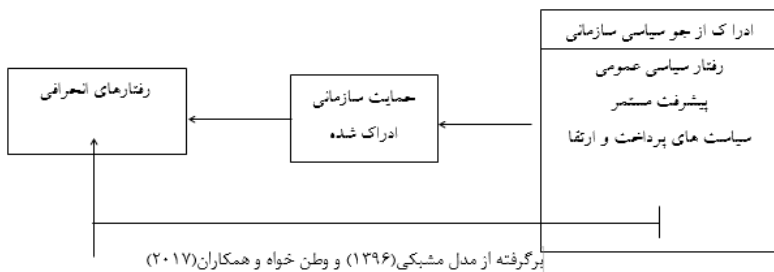 ادراک از جو سیاسی سازمانی
رفتار سیاسی عمومی
پیشرفت مستمر
سیاست های پرداخت و ارتقا
حمایت سازمانی
ادراک شده
رفتارهای انحرافی
برگرفته از مدل مشبکی(۱۳۹۶) و وطن خواه و همکاران(۲۰۱۷)